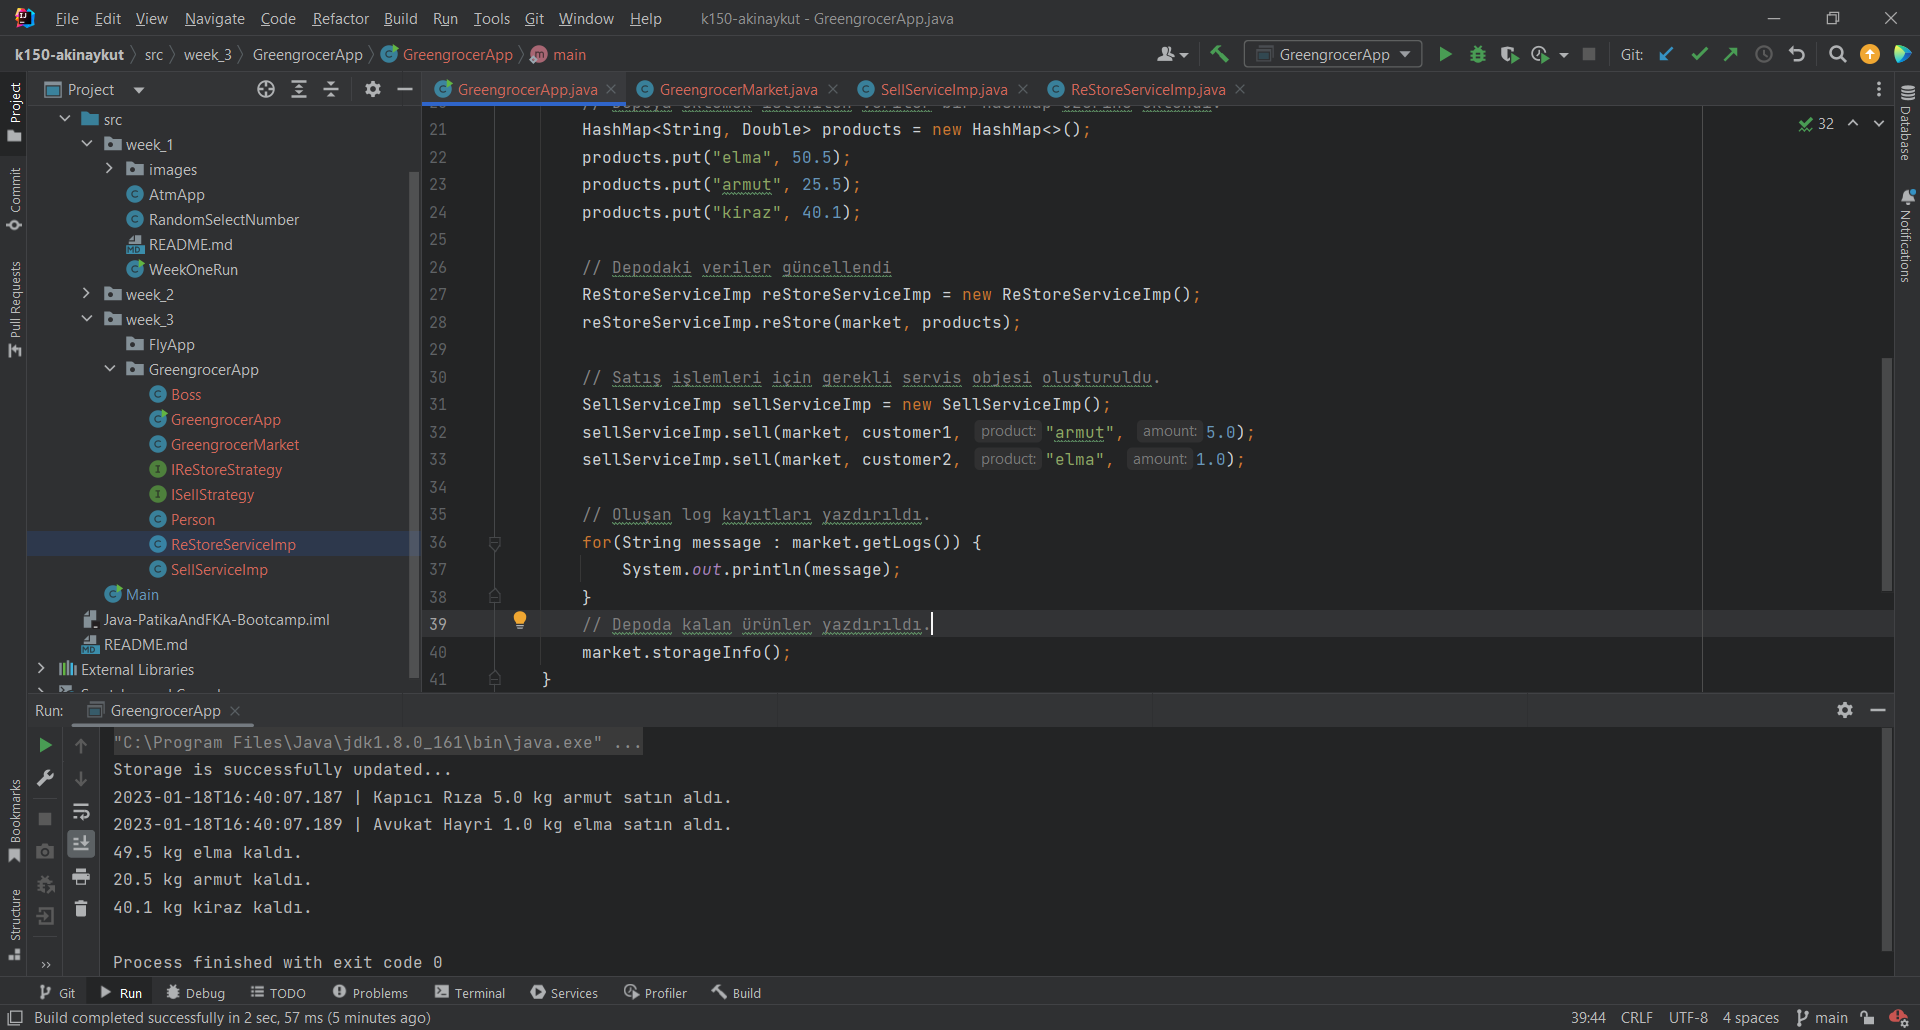 File Edit View Navigate Code Refactor Build Run Tools Git Window Help k150-akinaykut - GreengrocerApp.java
k150-akinaykut src week_3 GreengrocerApp GreengrocerApp main
GreengrocerApp Git:
Project
GreengrocerApp.java GreengrocerMarket.java SellServiceImp.java ReStoreServiceImp.java
src
week_1
images
AtmApp
RandomSelectNumber
README.md
WeekOneRun
week_2
week_3
FlyApp
GreengrocerApp
Boss
GreengrocerApp
GreengrocerMarket
IReStoreStrategy
ISellStrategy
Person
ReStoreServiceImp
SellServiceImp
Main
Java-PatikaAndFKA-Bootcamp.iml
README.md
External Libraries
Project
Commit
Pull Requests
Bookmarks
Structure
21 HashMap<String, Double> products = new HashMap<>();
22 products.put("elma", 50.5);
23 products.put("armut", 25.5);
24 products.put("kiraz", 40.1);
25
26 // Depodaki veriler güncellendi
27 ReStoreServiceImp reStoreServiceImp = new ReStoreServiceImp();
28 reStoreServiceImp.reStore(market, products);
29
30 // Satış işlemleri için gerekli servis objesi oluşturuldu.
31 SellServiceImp sellServiceImp = new SellServiceImp();
32 sellServiceImp.sell(market, customer1, product: "armut", amount: 5.0);
33 sellServiceImp.sell(market, customer2, product: "elma", amount: 1.0);
34
35 // Oluşan log kayıtları yazdırıldı.
36 for(String message : market.getLogs()) {
37 System.out.println(message);
38 }
39 // Depoda kalan ürünler yazdırıldı.
40 market.storageInfo();
41 }
32
Database
Notifications
Run: GreengrocerApp
"C:\Program Files\Java\jdk1.8.0_161\bin\java.exe" ...
Storage is successfully updated...
2023-01-18T16:40:07.187 | Kapıcı Rıza 5.0 kg armut satın aldı.
2023-01-18T16:40:07.189 | Avukat Hayri 1.0 kg elma satın aldı.
49.5 kg elma kaldı.
20.5 kg armut kaldı.
40.1 kg kiraz kaldı.
Process finished with exit code 0
Git Run Debug TODO Problems Terminal Services Profiler Build
Build completed successfully in 2 sec, 57 ms (5 minutes ago) 39:44 CRLF UTF-8 4 spaces main